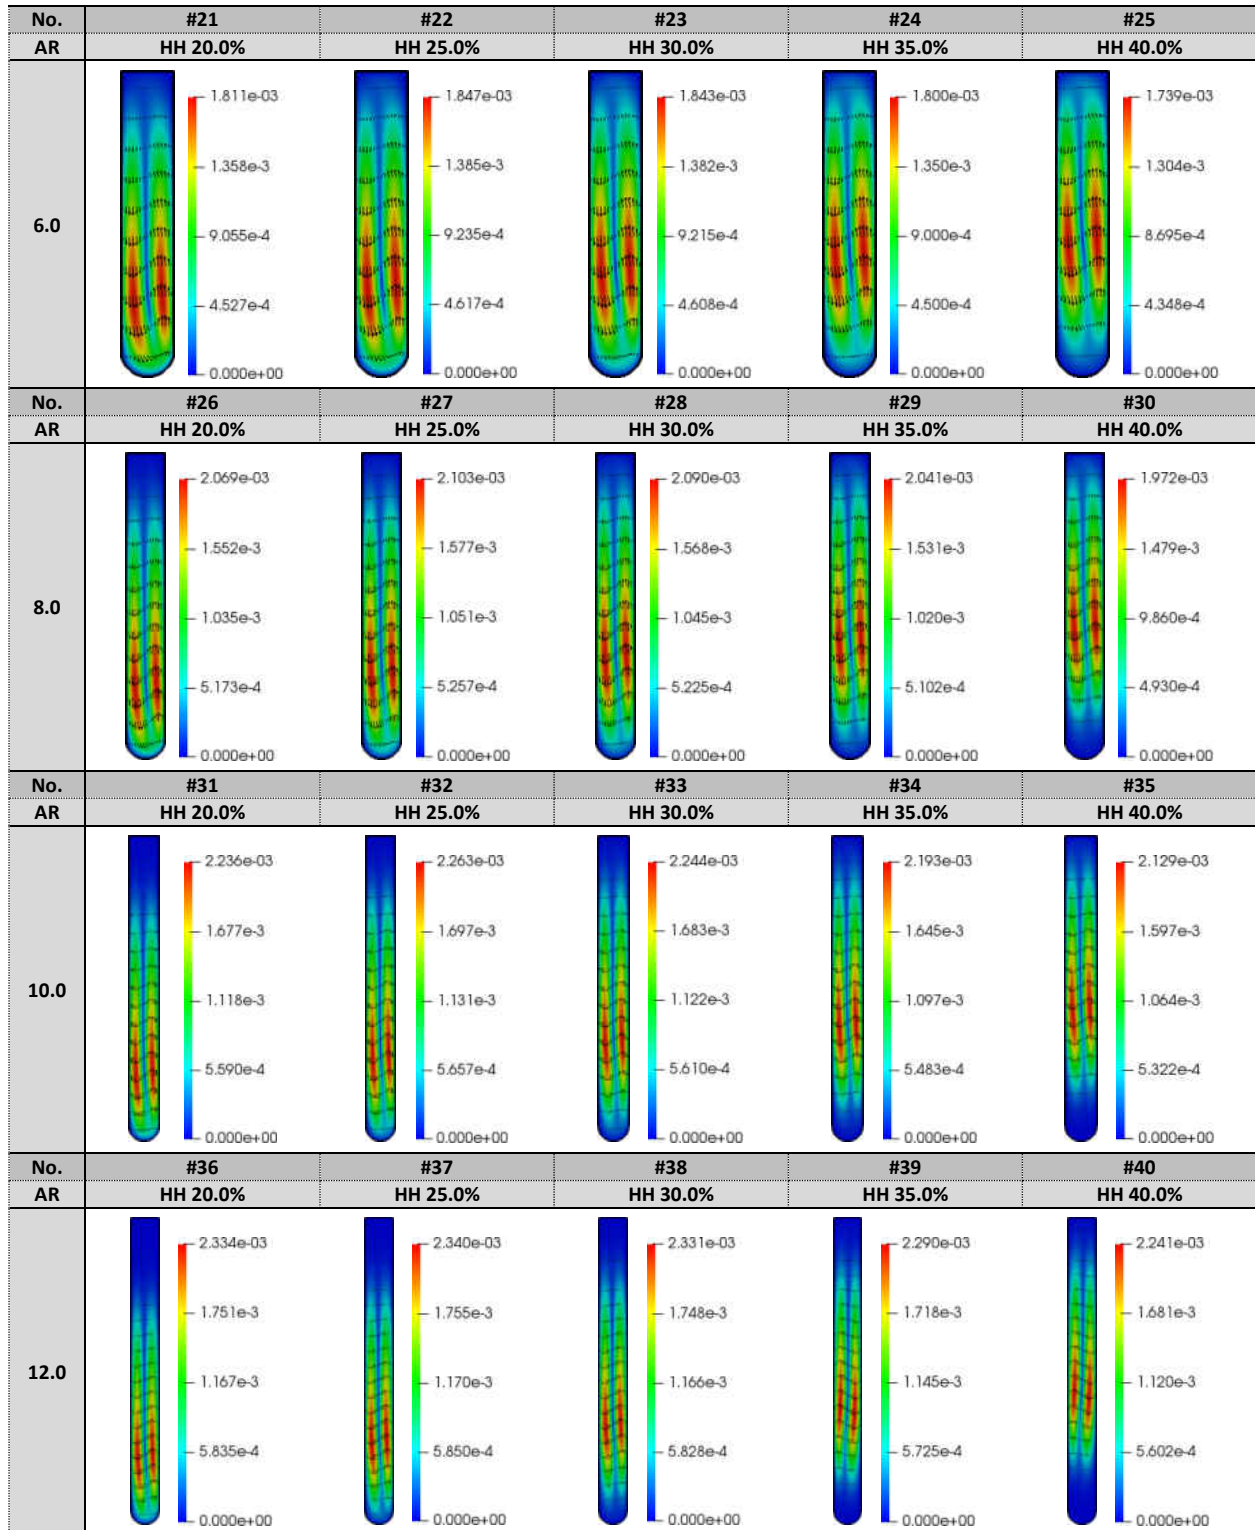 No. #21 #22 #23 #24 #25
AR HH 20.0% HH 25.0% HH 30.0% HH 35.0% HH 40.0%
1.811e-03 1.847e-03 1.843e-03 1.800e-03 1.739e-03
1.358e-3 1.385e-3 1.382e-3 1.350e-3 1.304e-3
6.0
9.055e-4 9.235e-4 9.215e-4 9.000e-4 8.695e-4
4.527e-4 4.617e-4 4.608e-4 4.500e-4 4.348e-4
0.000e+00 0.000e+00 0.000e+00 0.000e+00 0.000e+00
No. #26 #27 #28 #29 #30
AR HH 20.0% HH 25.0% HH 30.0% HH 35.0% HH 40.0%
2.069e-03 2.103e-03 2.090e-03 2.041e-03 1.972e-03
1.552e-3 1.577e-3 1.568e-3 1.531e-3 1.479e-3
8.0
1.035e-3 1.051e-3 1.045e-3 1.020e-3 9.860e-4
5.173e-4 5.257e-4 5.225e-4 5.102e-4 4.930e-4
0.000e+00 0.000e+00 0.000e+00 0.000e+00 0.000e+00
No. #31 #32 #33 #34 #35
AR HH 20.0% HH 25.0% HH 30.0% HH 35.0% HH 40.0%
2.236e-03 2.263e-03 2.244e-03 2.193e-03 2.129e-03
1.677e-3 1.697e-3 1.683e-3 1.645e-3 1.597e-3
10.0
1.118e-3 1.131e-3 1.122e-3 1.097e-3 1.064e-3
5.590e-4 5.657e-4 5.610e-4 5.483e-4 5.322e-4
0.000e+00 0.000e+00 0.000e+00 0.000e+00 0.000e+00
No. #36 #37 #38 #39 #40
AR HH 20.0% HH 25.0% HH 30.0% HH 35.0% HH 40.0%
2.334e-03 2.340e-03 2.331e-03 2.290e-03 2.241e-03
1.751e-3 1.755e-3 1.748e-3 1.718e-3 1.681e-3
12.0
1.167e-3 1.170e-3 1.166e-3 1.145e-3 1.120e-3
5.835e-4 5.850e-4 5.828e-4 5.725e-4 5.602e-4
0.000e+00 0.000e+00 0.000e+00 0.000e+00 0.000e+00